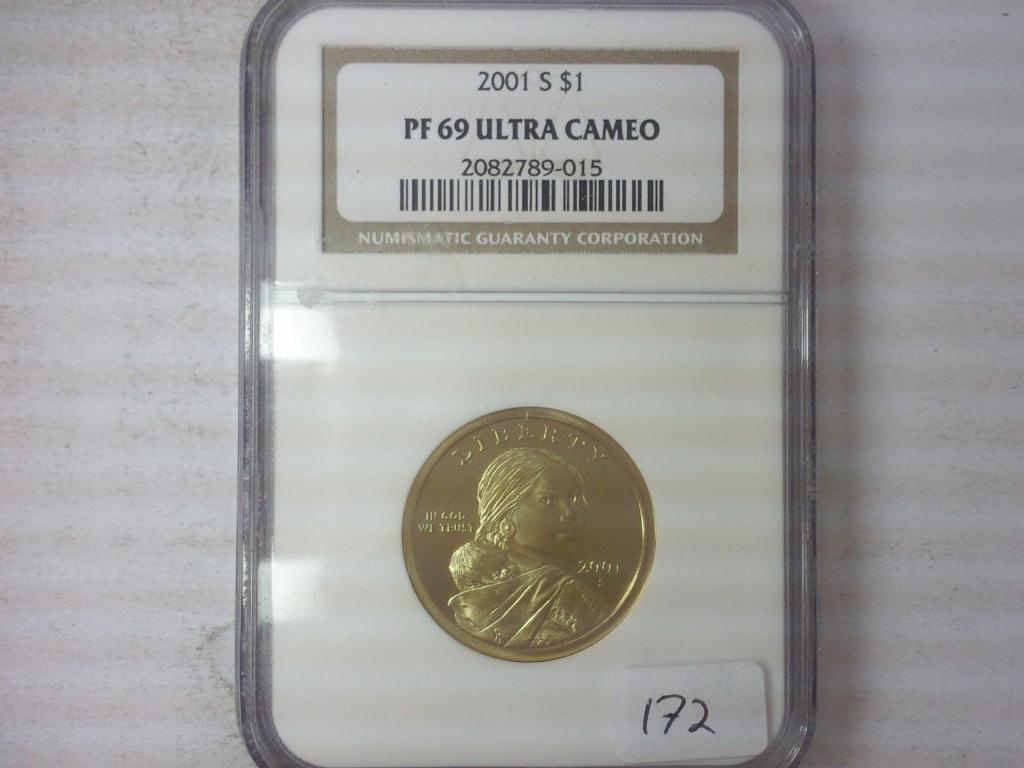 2001 S $1
PF 69 ULTRA CAMEO
2082789-015
NUMISMATIC GUARANTY CORPORATION
LIBERTY
IN GOD
WE TRUST
2001
S
172